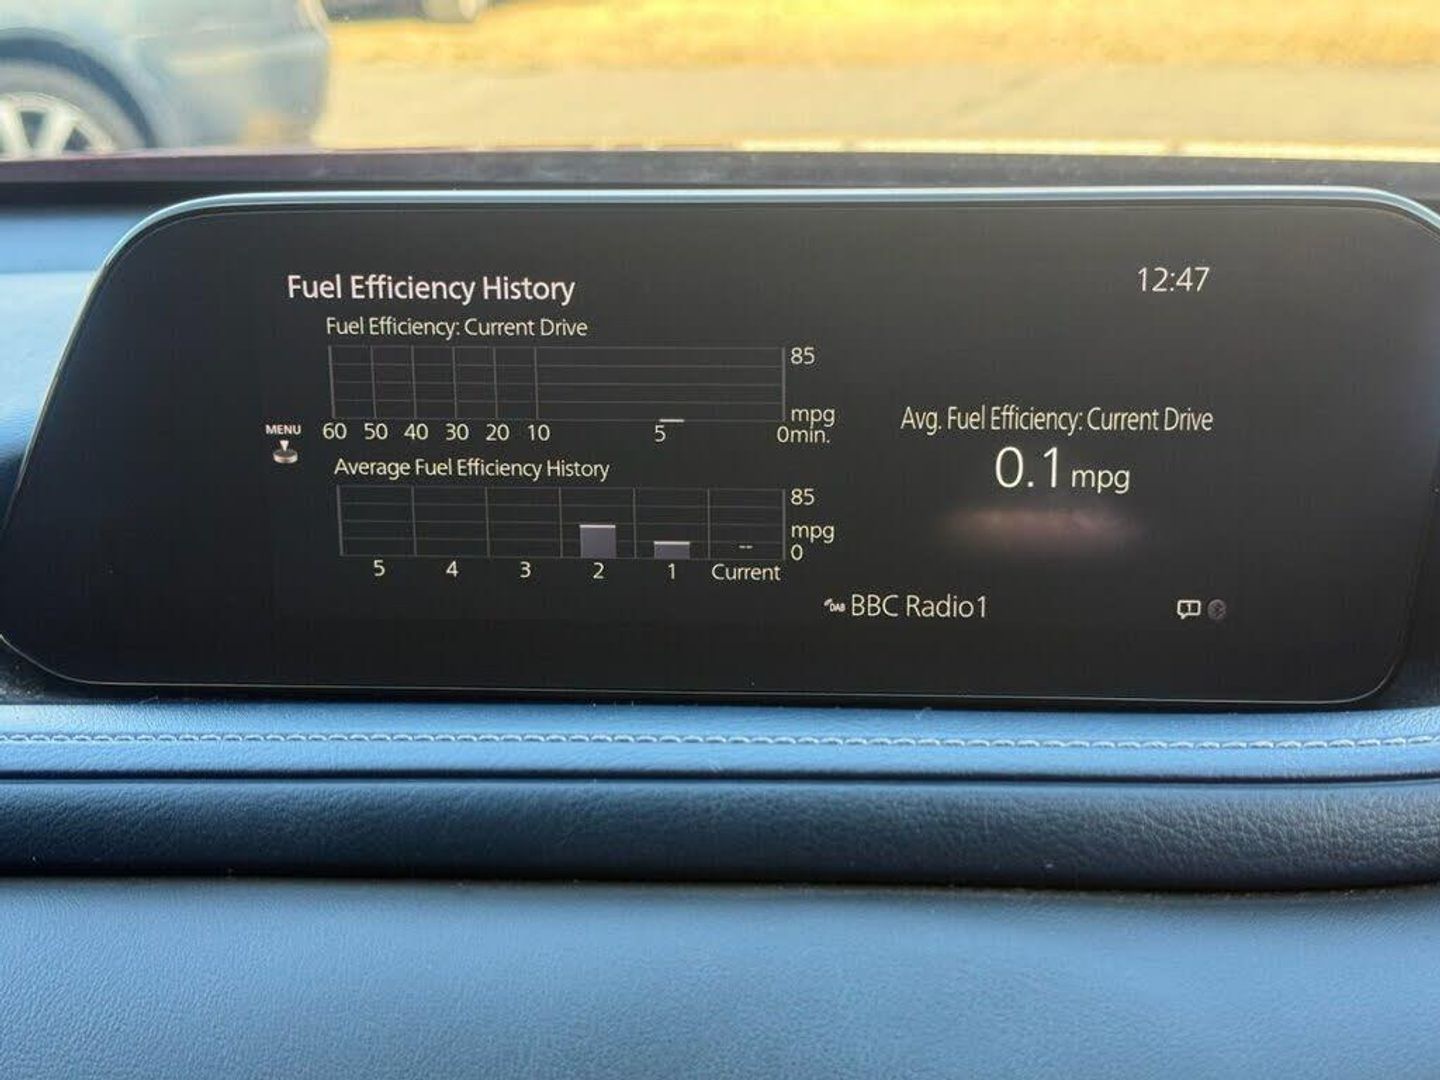 Fuel Efficiency History
12:47
Fuel Efficiency: Current Drive
85
mpg
MENU
60 50 40 30 20 10 5 0min.
Avg. Fuel Efficiency: Current Drive
0.1 mpg
Average Fuel Efficiency History
85
mpg
--
0
5 4 3 2 1 Current
DAB BBC Radio1